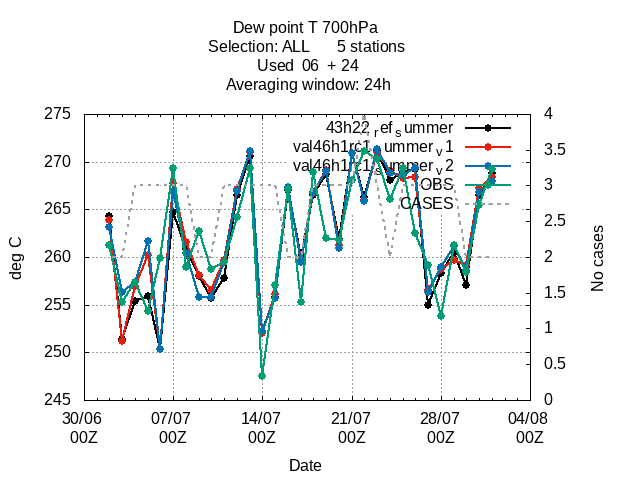 Dew point T 700hPa
Selection: ALL 5 stations
Used 06 + 24
Averaging window: 24h
275
270
265
260
255
250
245
4
3.5
3
2.5
2
1.5
1
0.5
0
deg C
No cases
43h22refsummer
val46h1rc1summerv1
val46h1rc1summerv2
OBS
CASES
30/06 07/07 14/07 21/07 28/07 04/08
00Z 00Z 00Z 00Z 00Z 00Z
Date